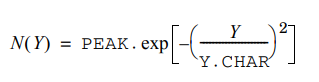 N(Y) = PEAK.exp[-(Y/Y.CHAR)^2]